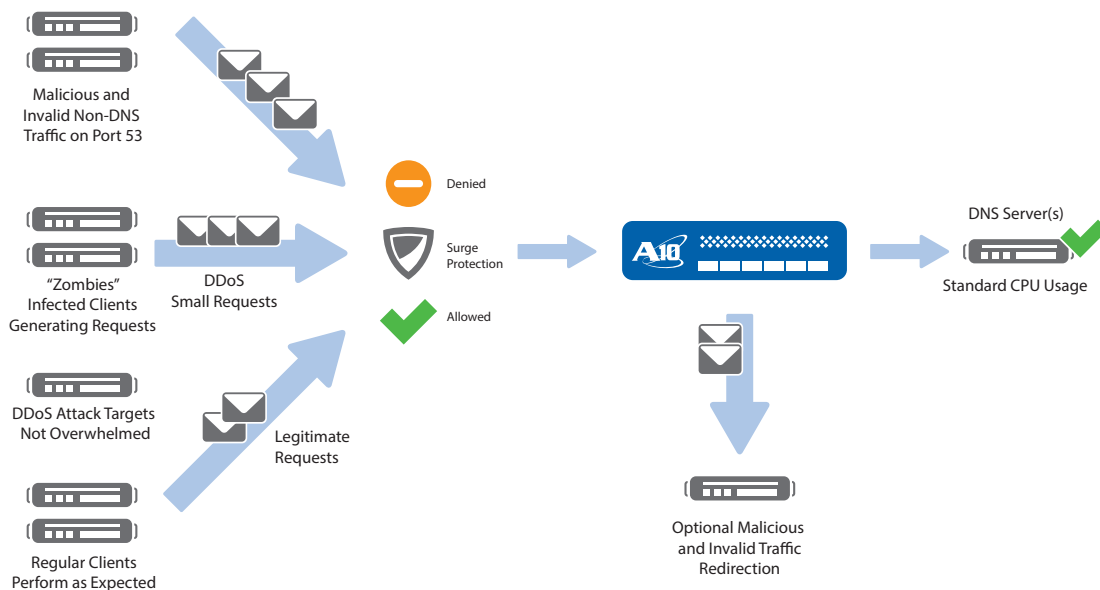 Malicious and
Invalid Non-DNS
Traffic on Port 53
"Zombies"
Infected Clients
Generating Requests
DDoS
Small Requests
DDoS Attack Targets
Not Overwhelmed
Legitimate
Requests
Regular Clients
Perform as Expected
Denied
Surge
Protection
Allowed
A10
DNS Server(s)
Standard CPU Usage
Optional Malicious
and Invalid Traffic
Redirection